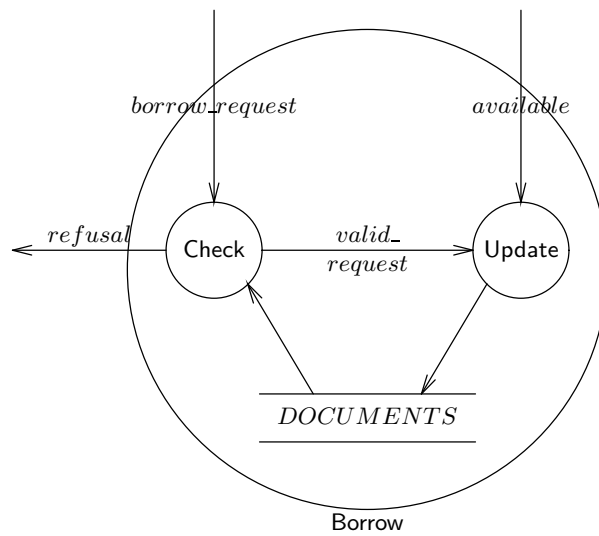 borrow_request
available
refusal
Check
valid_
request
Update
DOCUMENTS
Borrow